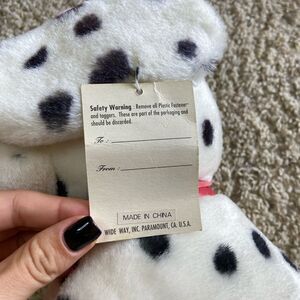 Safety Warning : Remove all Plastic Fastener
and taggers. These are part of the packaging and
should be discarded.
To :
From :
MADE IN CHINA
WIDE WAY, INC. PARAMOUNT, CA. U.S.A.